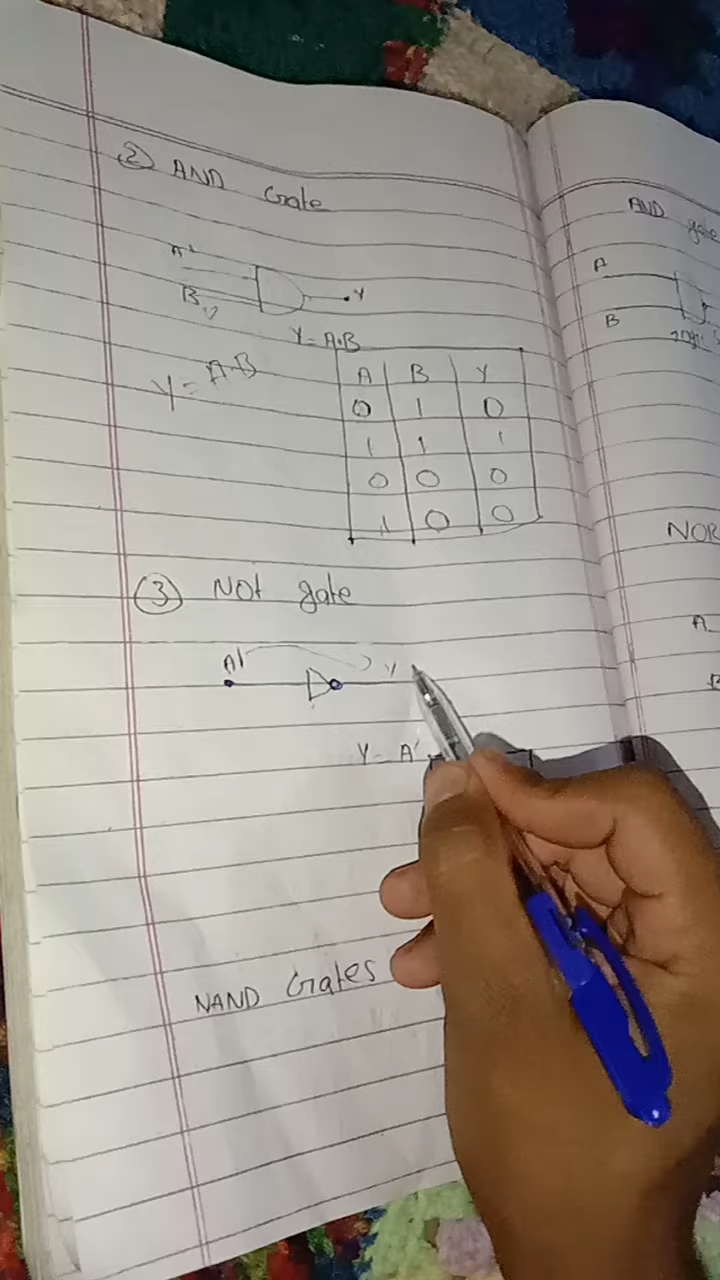 ② AND Gate
A
B
Y
Y = A·B
Y = A·B
A B Y
0 1 0
1 1 1
0 0 0
1 0 0
③ Not gate
A
Y
Y = A'
NAND Gates
AND gate
A
B
NOR
A
B